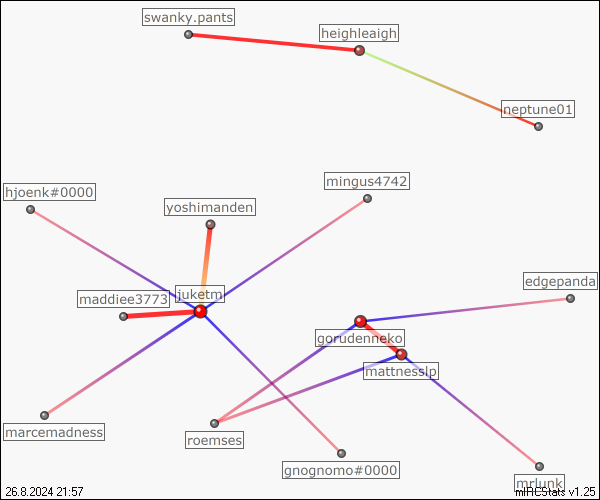 swanky.pants
heighleaigh
neptune01
mingus4742
hjoenk#0000
yoshimanden
edgepanda
juketm
maddiee3773
gorudenneko
mattnesslp
marcemadness
roemses
gnognomo#0000
mrlunk
26.8.2024 21:57
mIRCStats v1.25